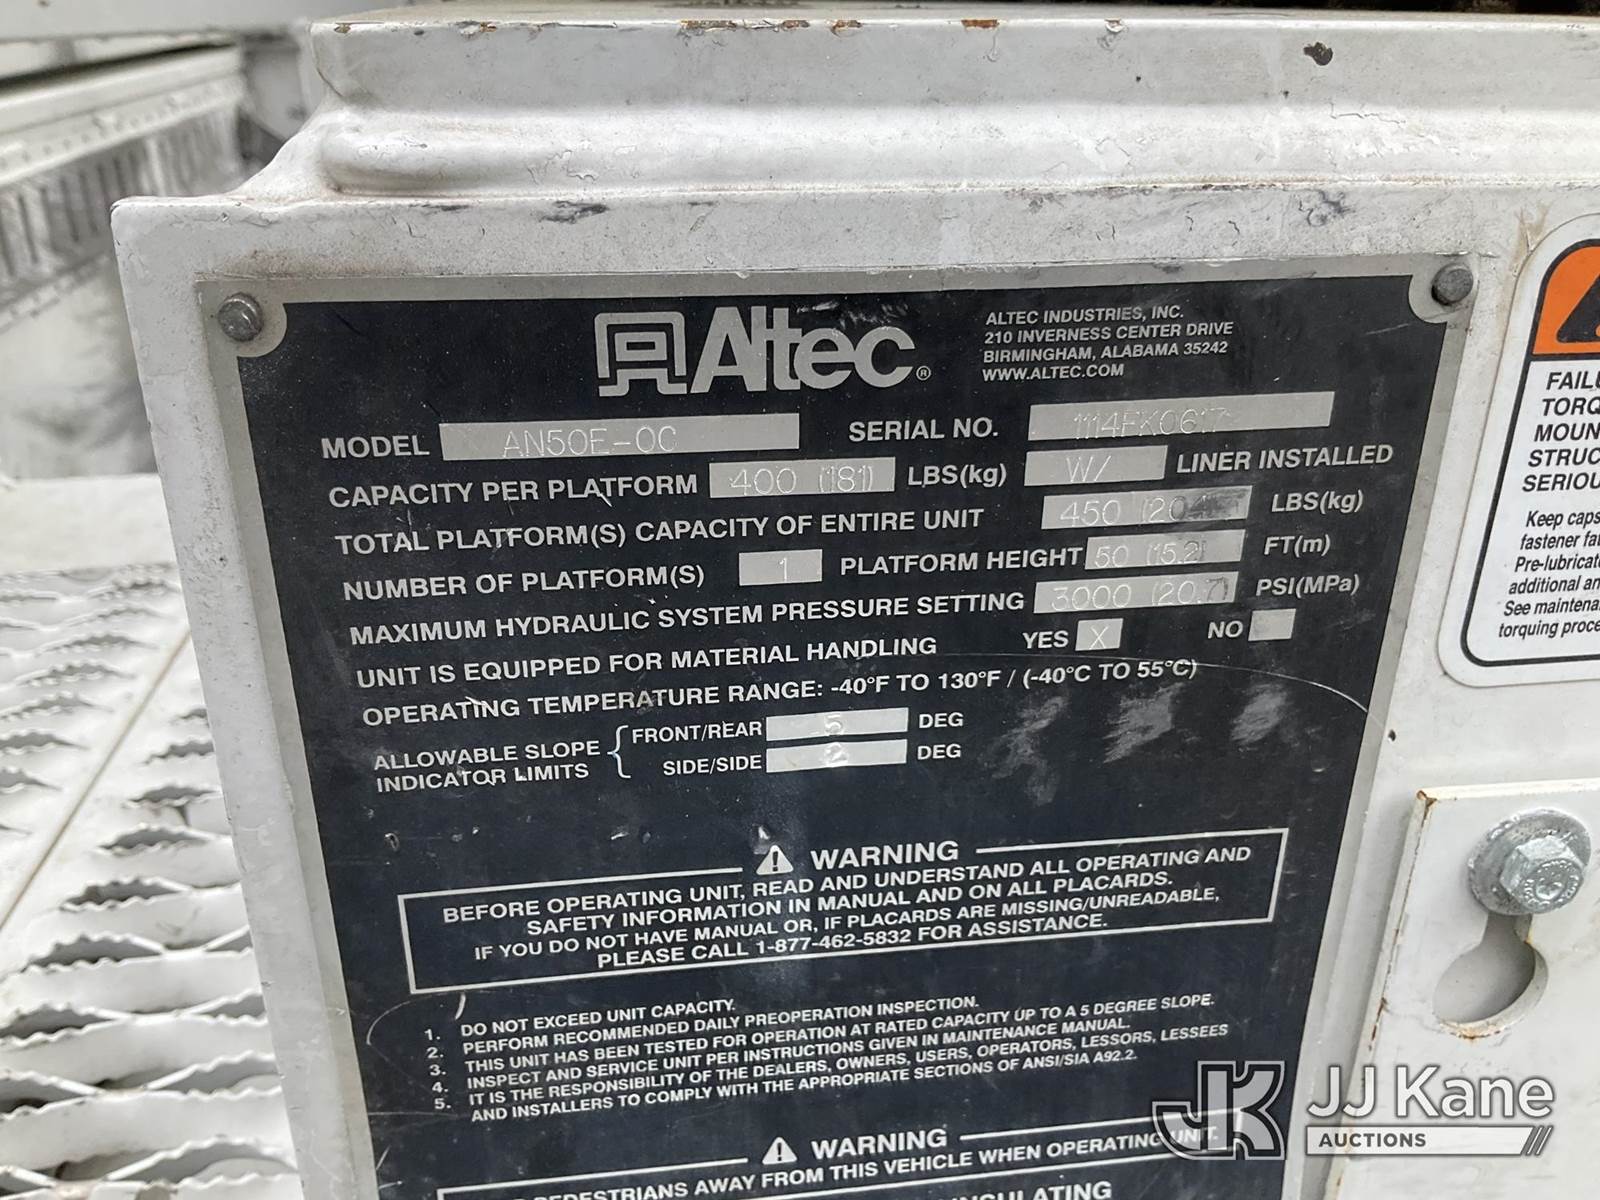 Altec®
ALTEC INDUSTRIES, INC.
210 INVERNESS CENTER DRIVE
BIRMINGHAM, ALABAMA 35242
WWW.ALTEC.COM
MODEL AN50E-OC SERIAL NO. 1114FK0617
CAPACITY PER PLATFORM 400 (181) LBS(kg) W/ LINER INSTALLED
TOTAL PLATFORM(S) CAPACITY OF ENTIRE UNIT 450 (204) LBS(kg)
NUMBER OF PLATFORM(S) 1 PLATFORM HEIGHT 50 (15.2) FT(m)
MAXIMUM HYDRAULIC SYSTEM PRESSURE SETTING 3000 (20.7) PSI(MPa)
UNIT IS EQUIPPED FOR MATERIAL HANDLING YES X NO
OPERATING TEMPERATURE RANGE: -40°F TO 130°F / (-40°C TO 55°C)
ALLOWABLE SLOPE INDICATOR LIMITS
FRONT/REAR 5 DEG
SIDE/SIDE DEG
WARNING
BEFORE OPERATING UNIT, READ AND UNDERSTAND ALL OPERATING AND
SAFETY INFORMATION IN MANUAL AND ON ALL PLACARDS.
IF YOU DO NOT HAVE MANUAL OR, IF PLACARDS ARE MISSING/UNREADABLE,
PLEASE CALL 1-877-462-5832 FOR ASSISTANCE.
1. DO NOT EXCEED UNIT CAPACITY.
2. PERFORM RECOMMENDED DAILY PREOPERATION INSPECTION.
3. THIS UNIT HAS BEEN TESTED FOR OPERATION AT RATED CAPACITY UP TO A 5 DEGREE SLOPE.
4. INSPECT AND SERVICE UNIT PER INSTRUCTIONS GIVEN IN MAINTENANCE MANUAL.
5. IT IS THE RESPONSIBILITY OF THE DEALERS, OWNERS, USERS, OPERATORS, LESSORS, LESSEES
AND INSTALLERS TO COMPLY WITH THE APPROPRIATE SECTIONS OF ANSI/SIA A92.2.
WARNING
PEDESTRIANS AWAY FROM THIS VEHICLE WHEN OPERATING UNIT.
INSULATING
FAILU
TORQ
MOUN
STRUC
SERIOU
Keep caps
fastener fa
Pre-lubricate
additional an
See maintena
torquing proce
JK JJ Kane
AUCTIONS